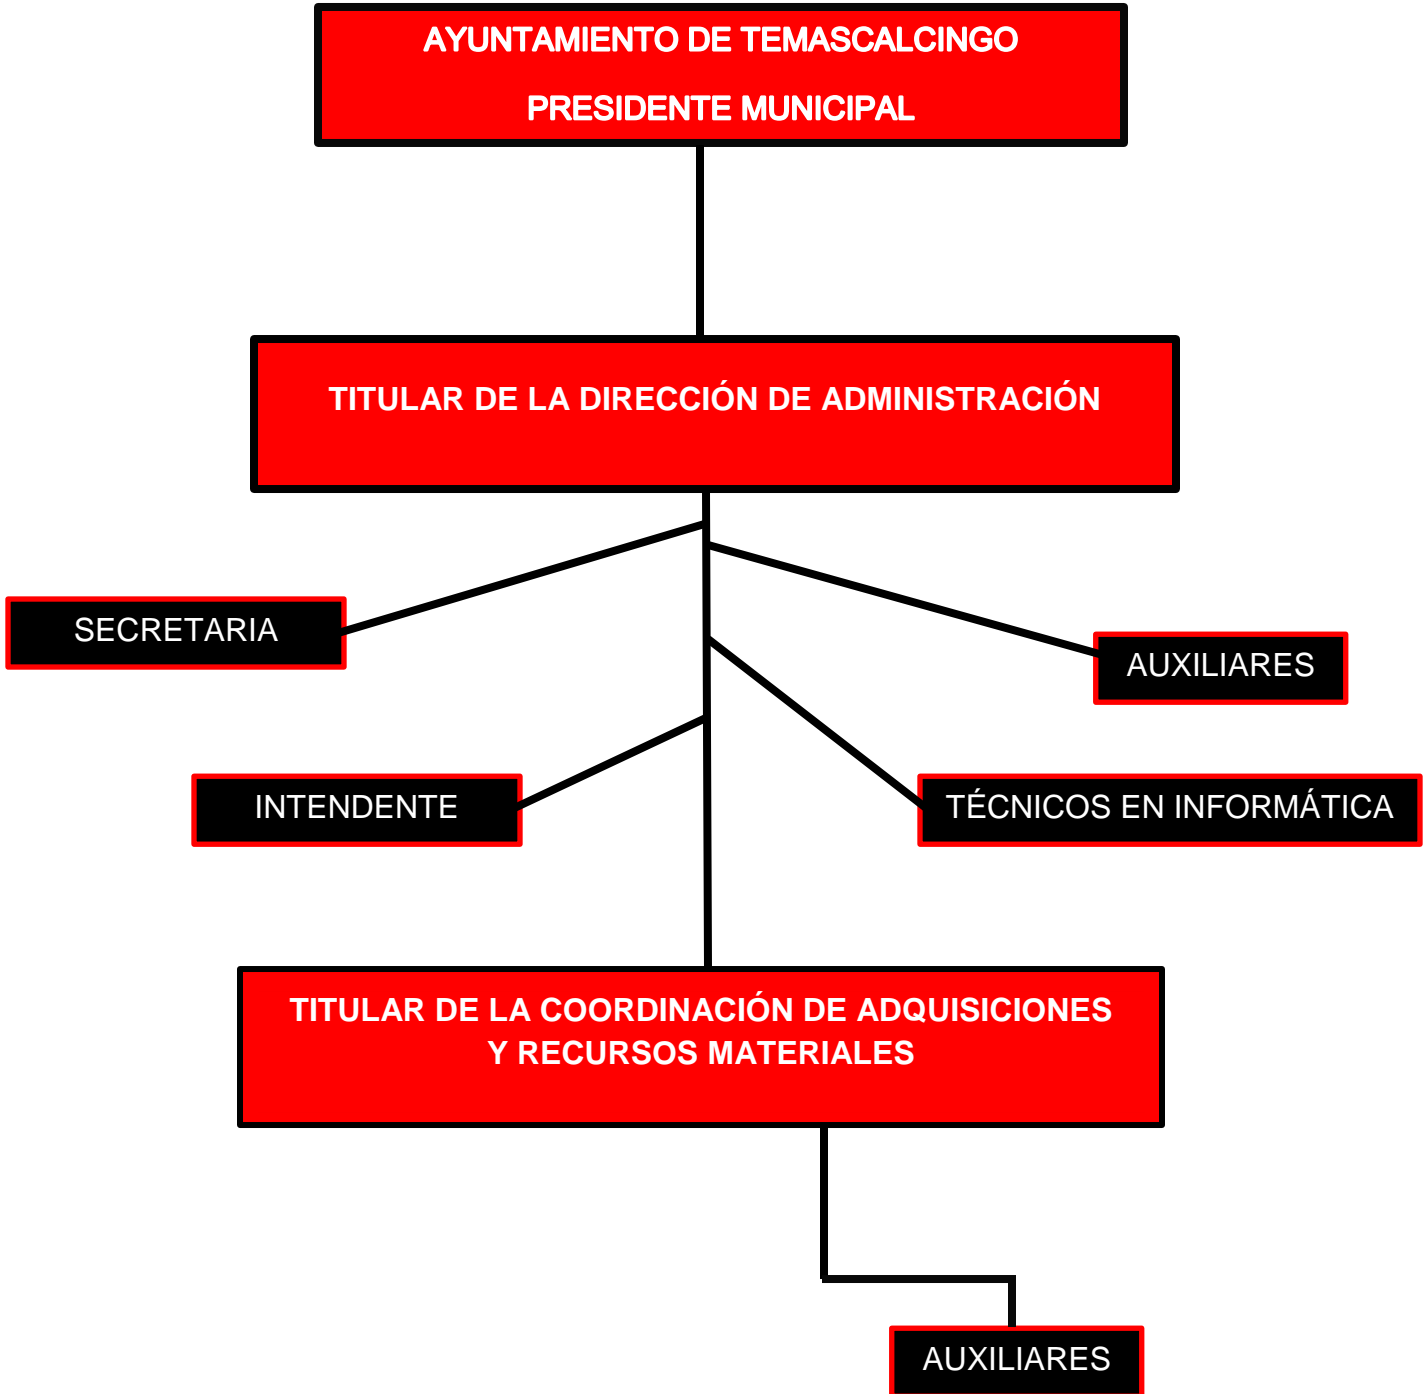 AYUNTAMIENTO DE TEMASCALCINGO
PRESIDENTE MUNICIPAL
TITULAR DE LA DIRECCIÓN DE ADMINISTRACIÓN
SECRETARIA
AUXILIARES
INTENDENTE
TÉCNICOS EN INFORMÁTICA
TITULAR DE LA COORDINACIÓN DE ADQUISICIONES
Y RECURSOS MATERIALES
AUXILIARES